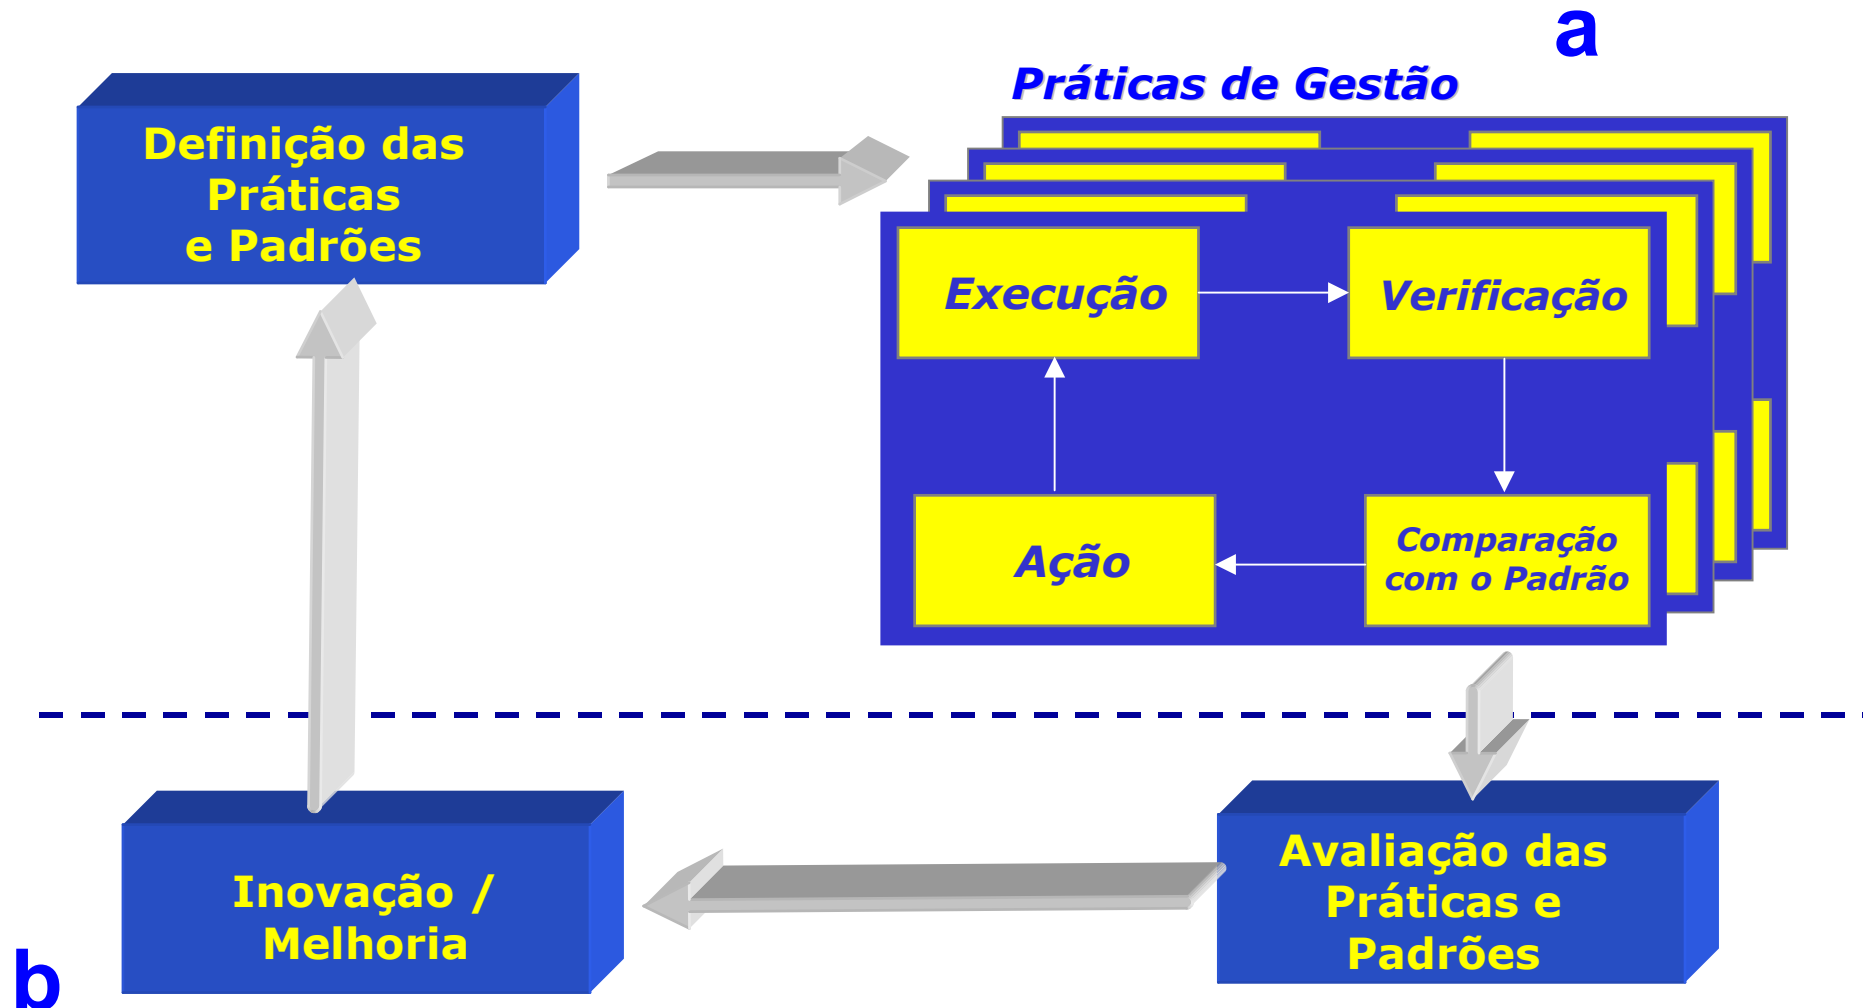 a
Práticas de Gestão
Definição das
Práticas
e Padrões
Execução
Verificação
Ação
Comparação
com o Padrão
Inovação /
Melhoria
Avaliação das
Práticas e
Padrões
b